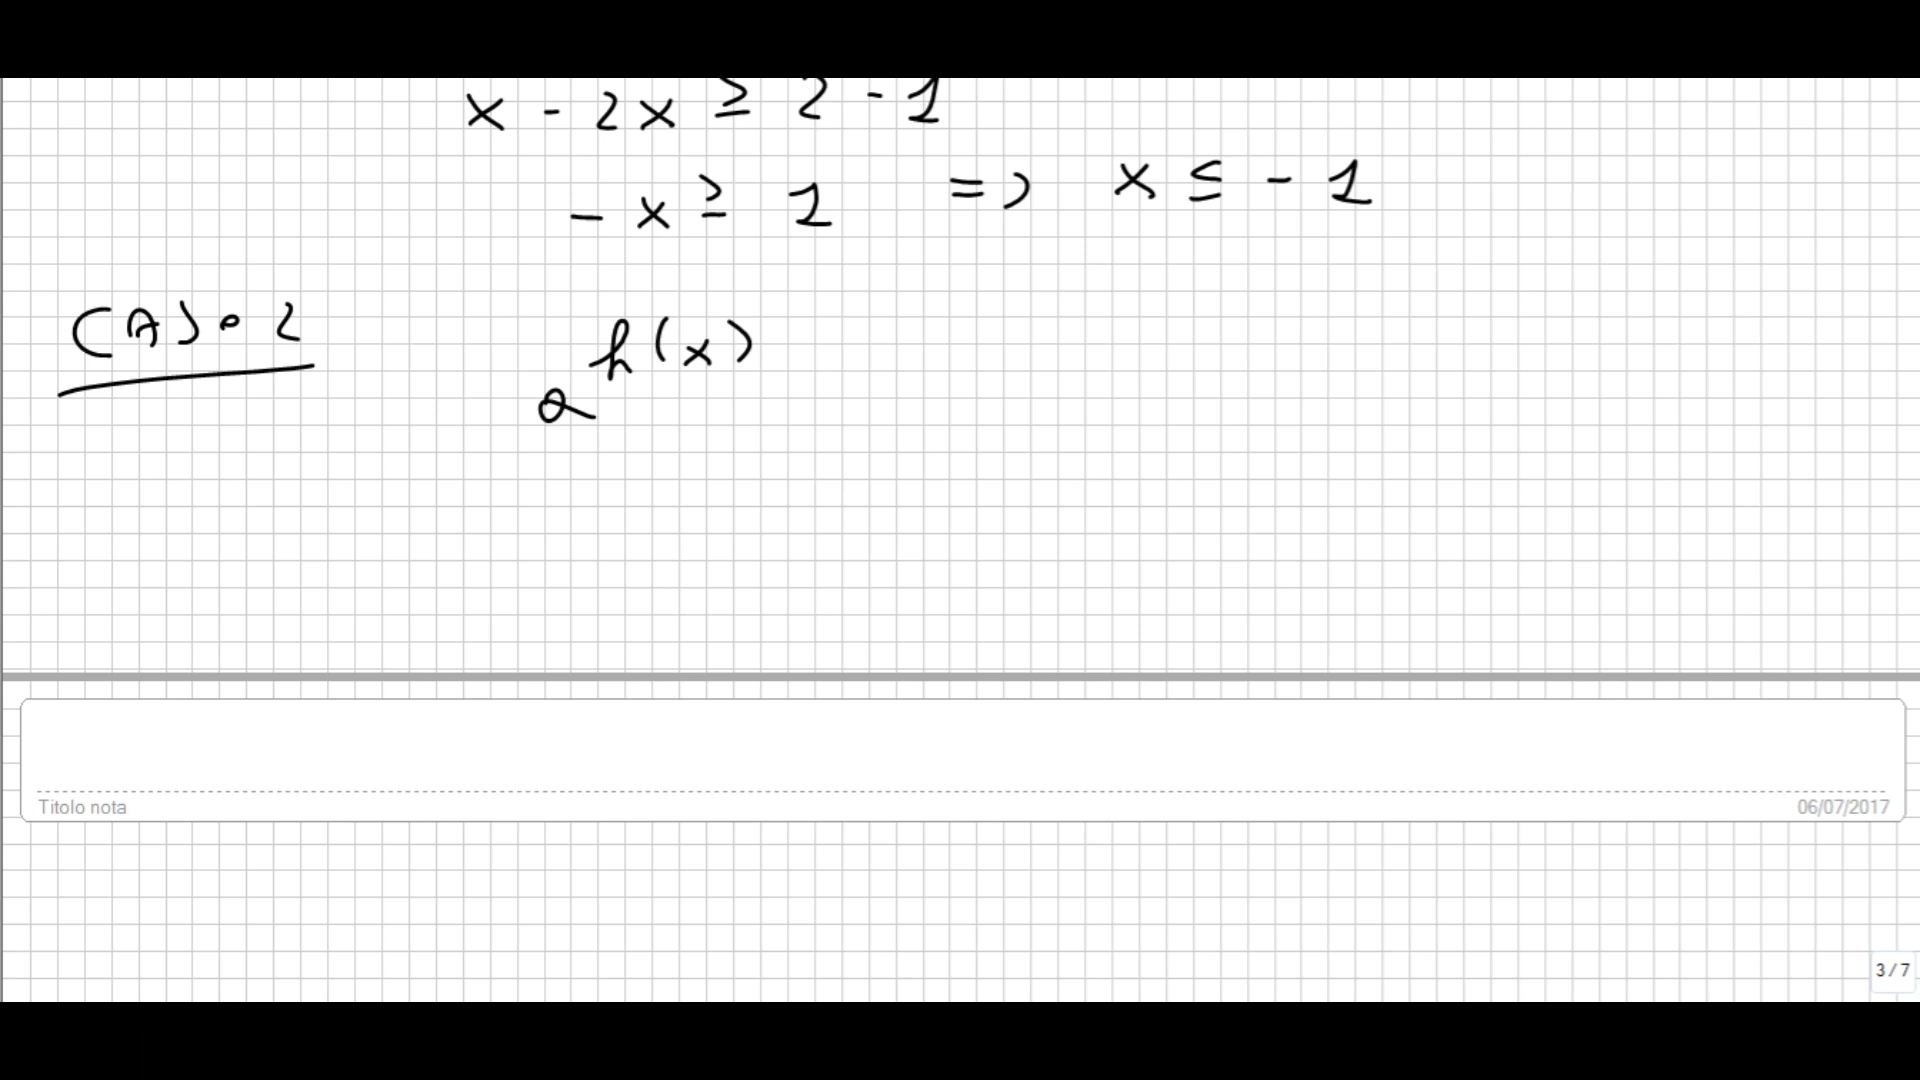 x - 2x ≥ 2 - 1
- x ≥ 1 => x ≤ - 1
CASO 2
a^h(x)
Titolo nota 06/07/2017
3 / 7